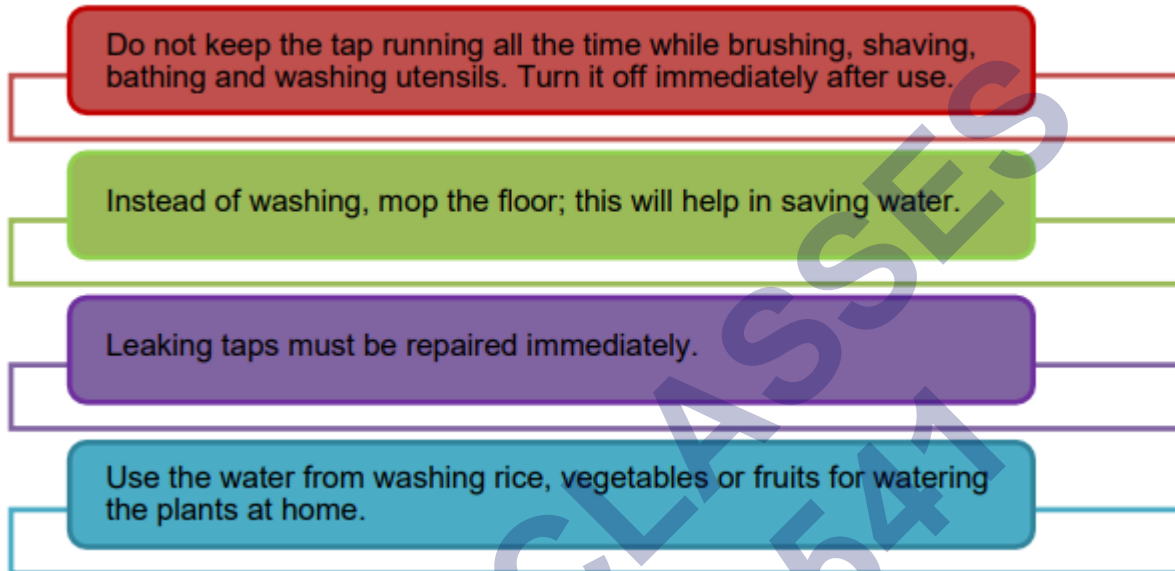 Do not keep the tap running all the time while brushing, shaving,
bathing and washing utensils. Turn it off immediately after use.
Instead of washing, mop the floor; this will help in saving water.
Leaking taps must be repaired immediately.
Use the water from washing rice, vegetables or fruits for watering
the plants at home.
CLASSES
541